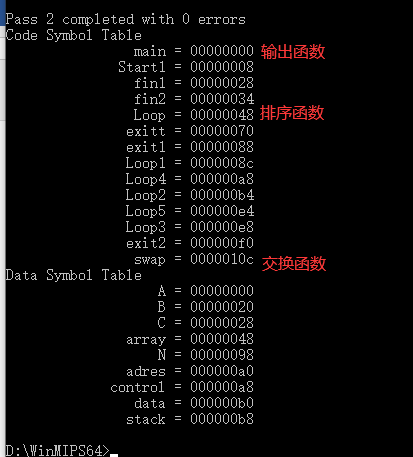 Pass 2 completed with 0 errors
Code Symbol Table
main = 00000000 输出函数
Start1 = 00000008
fin1 = 00000028
fin2 = 00000034
Loop = 00000048 排序函数
exitt = 00000070
exit1 = 00000088
Loop1 = 0000008c
Loop4 = 000000a8
Loop2 = 000000b4
Loop5 = 000000e4
Loop3 = 000000e8
exit2 = 000000f0
swap = 0000010c 交换函数
Data Symbol Table
A = 00000000
B = 00000020
C = 00000028
array = 00000048
N = 00000098
adres = 000000a0
control = 000000a8
data = 000000b0
stack = 000000b8
D:\WinMIPS64>